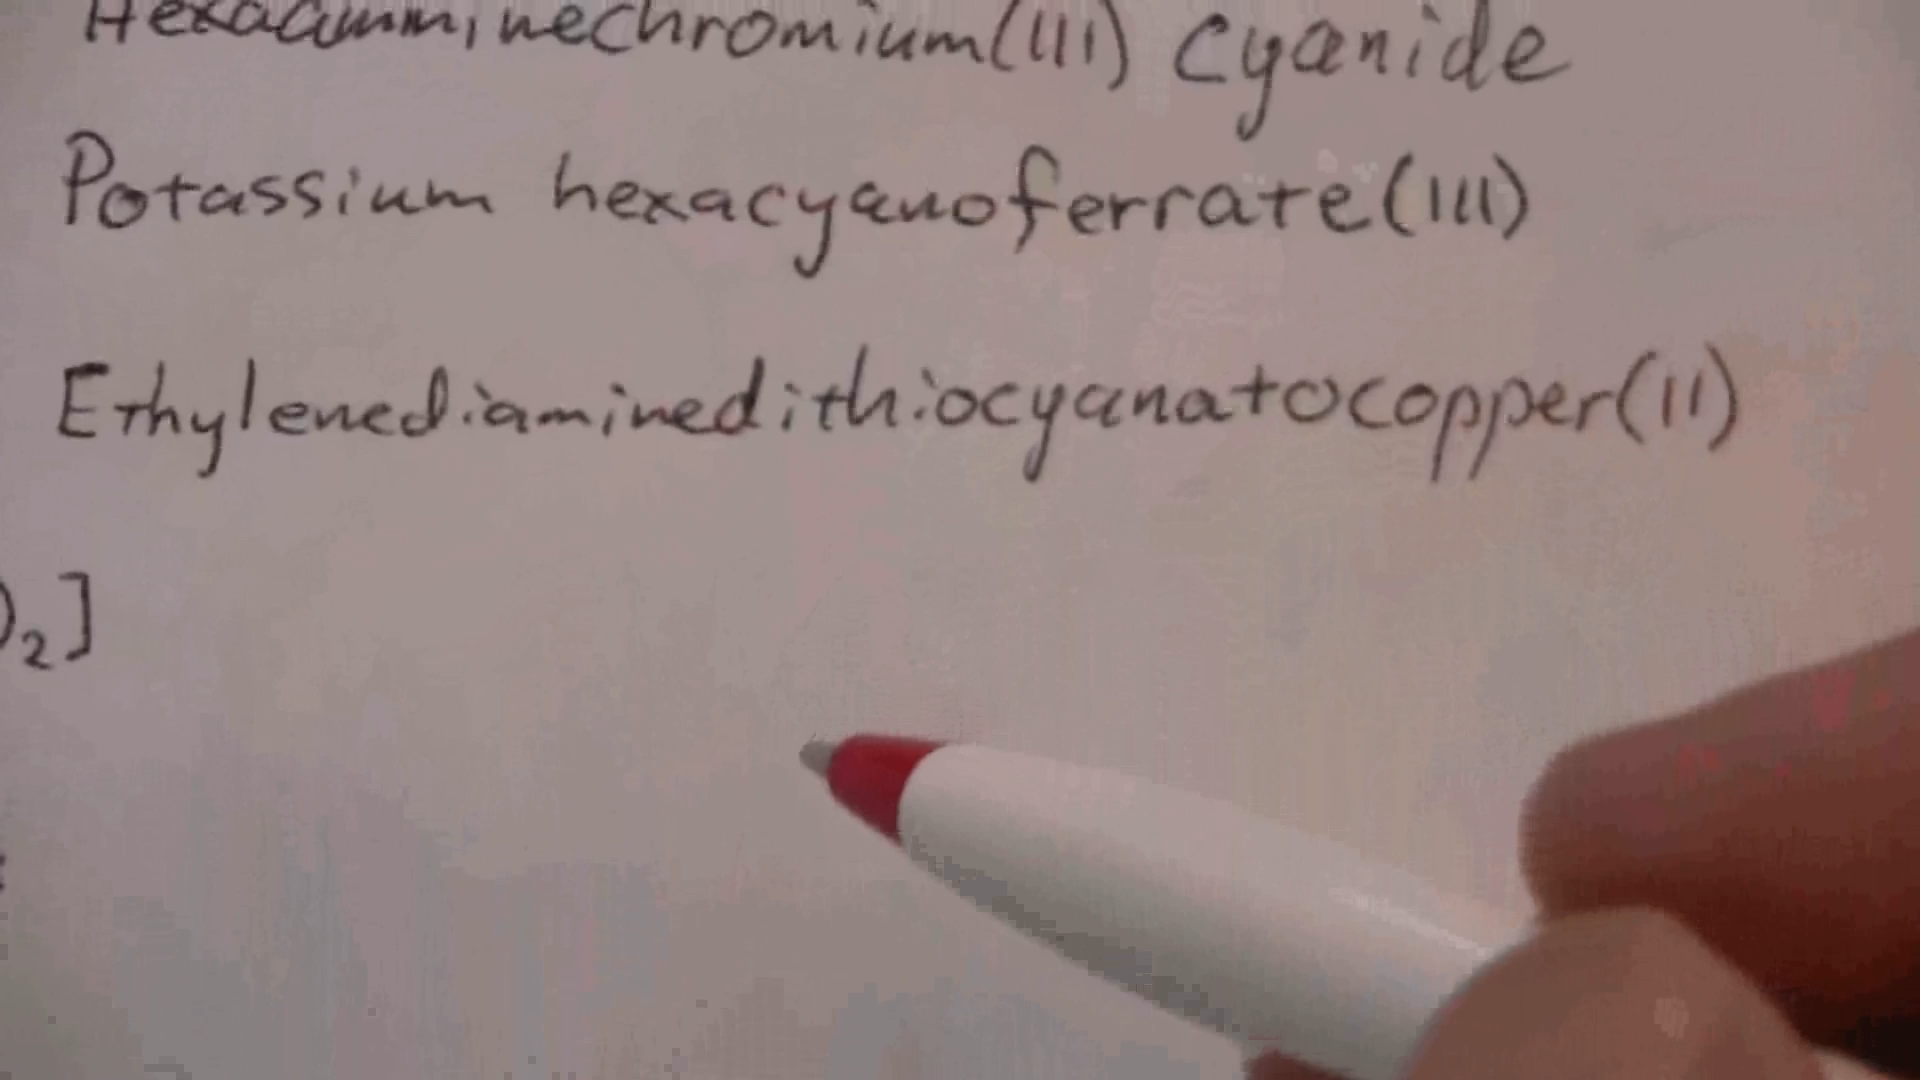 Hexaamminechromium(III) cyanide
Potassium hexacyanoferrate(III)
Ethylenediaminedithiocyanatocopper(II)
)2]